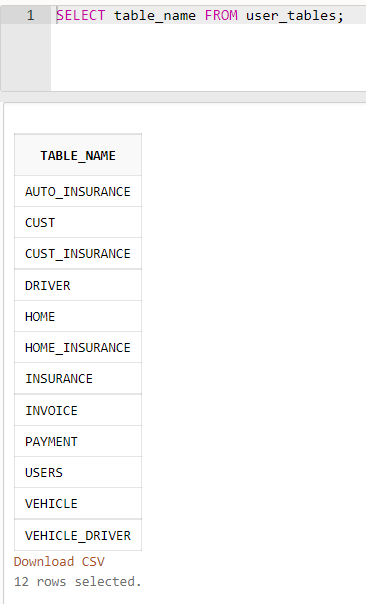 1 SELECT table_name FROM user_tables;
TABLE_NAME
AUTO_INSURANCE
CUST
CUST_INSURANCE
DRIVER
HOME
HOME_INSURANCE
INSURANCE
INVOICE
PAYMENT
USERS
VEHICLE
VEHICLE_DRIVER
Download CSV
12 rows selected.